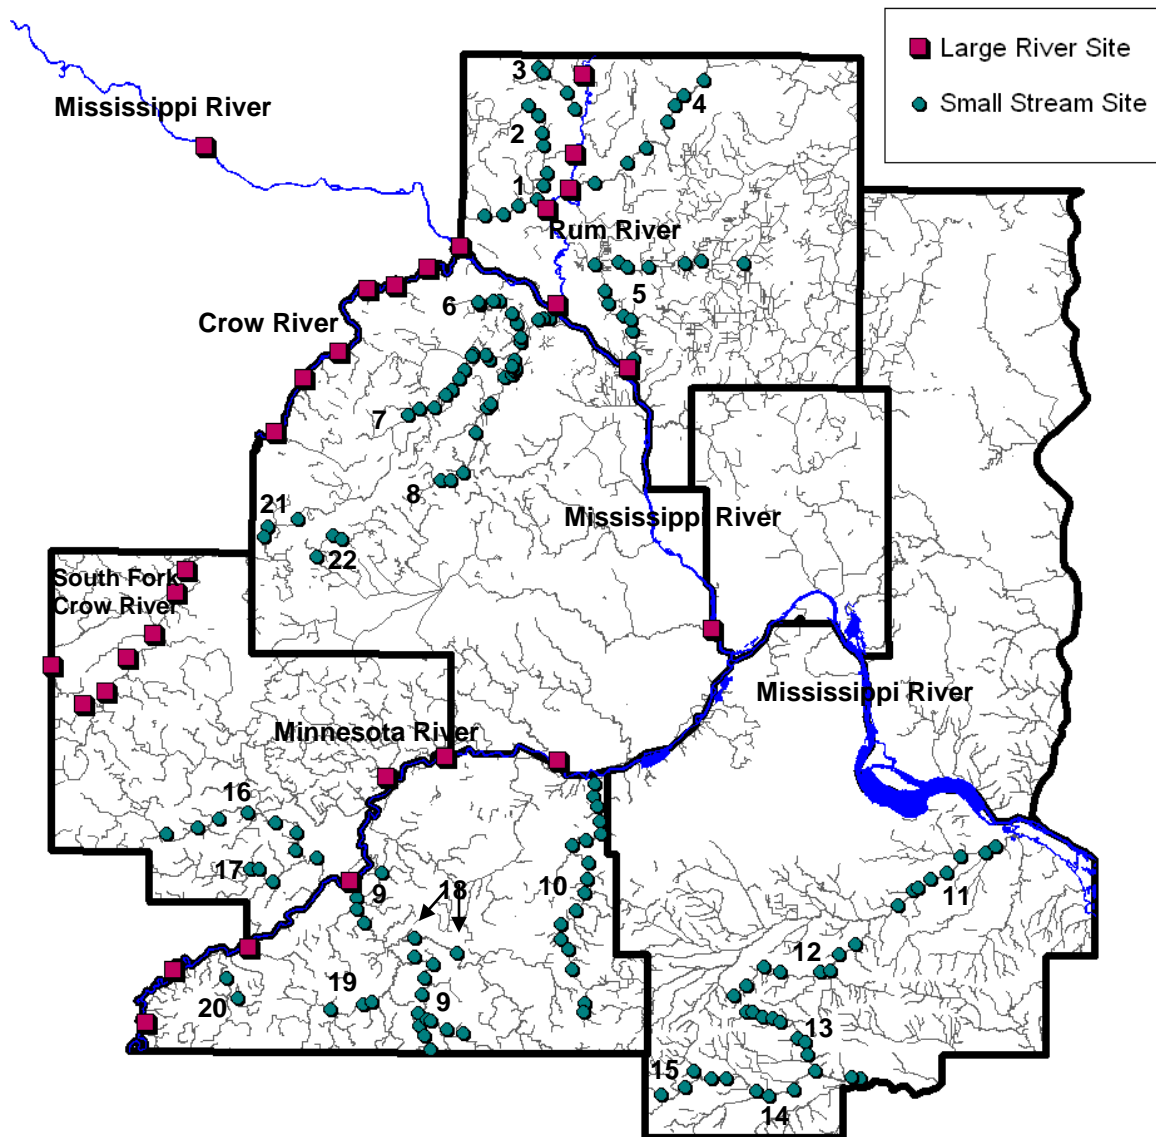 Large River Site
Small Stream Site
Mississippi River
3
4
2
1
Rum River
5
6
Crow River
7
8
21
22
Mississippi River
South Fork
Crow River
Mississippi River
Minnesota River
16
17
9
18
10
11
12
19
20
9
13
15
14